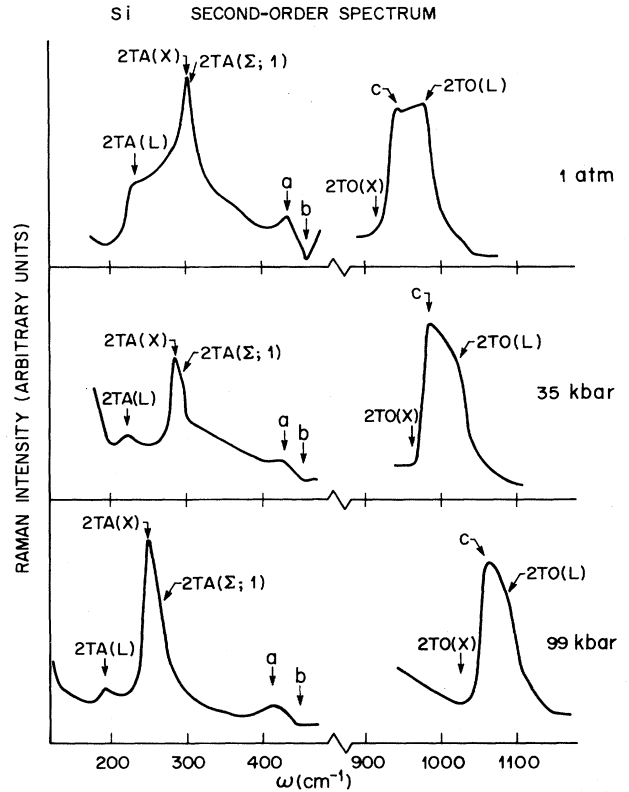 Si SECOND-ORDER SPECTRUM
RAMAN INTENSITY (ARBITRARY UNITS)
2TA(X)
2TA(Σ; 1)
2TA(L)
a
b
c
2TO(L)
2TO(X)
1 atm
2TA(X)
2TA(Σ; 1)
2TA(L)
a
b
c
2TO(L)
2TO(X)
35 kbar
2TA(X)
2TA(Σ; 1)
2TA(L)
a
b
c
2TO(L)
2TO(X)
99 kbar
200 300 400 900 1000 1100
ω(cm⁻¹)